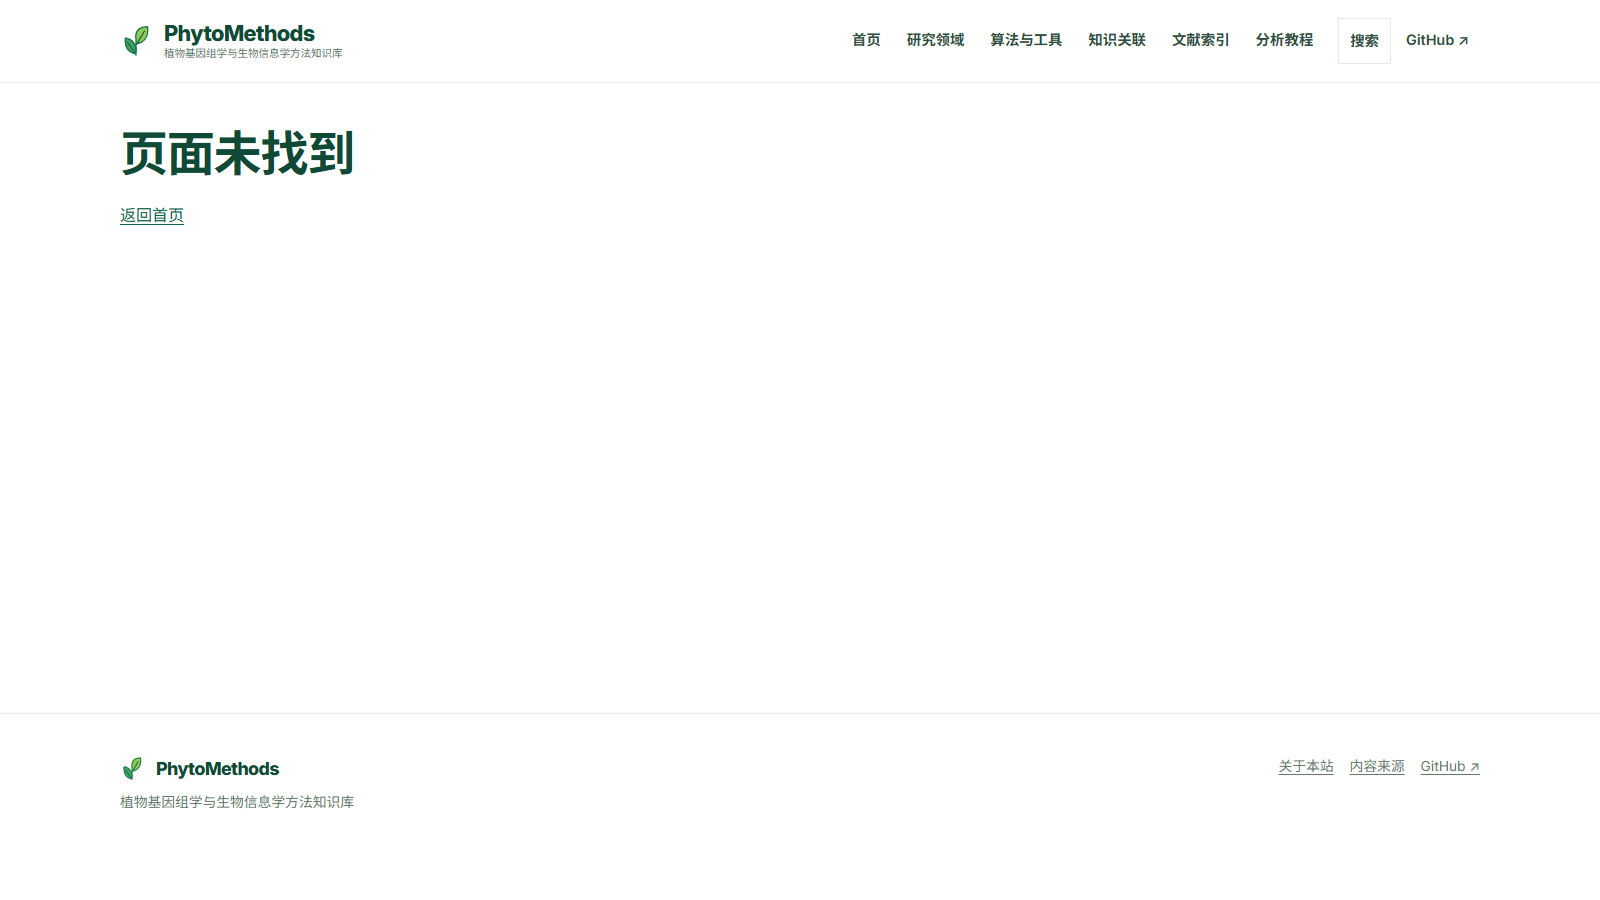 PhytoMethods
植物基因组学与生物信息学方法知识库
首页 研究领域 算法与工具 知识关联 文献索引 分析教程 搜索 GitHub ↗
页面未找到
返回首页
PhytoMethods
植物基因组学与生物信息学方法知识库
关于本站 内容来源 GitHub ↗